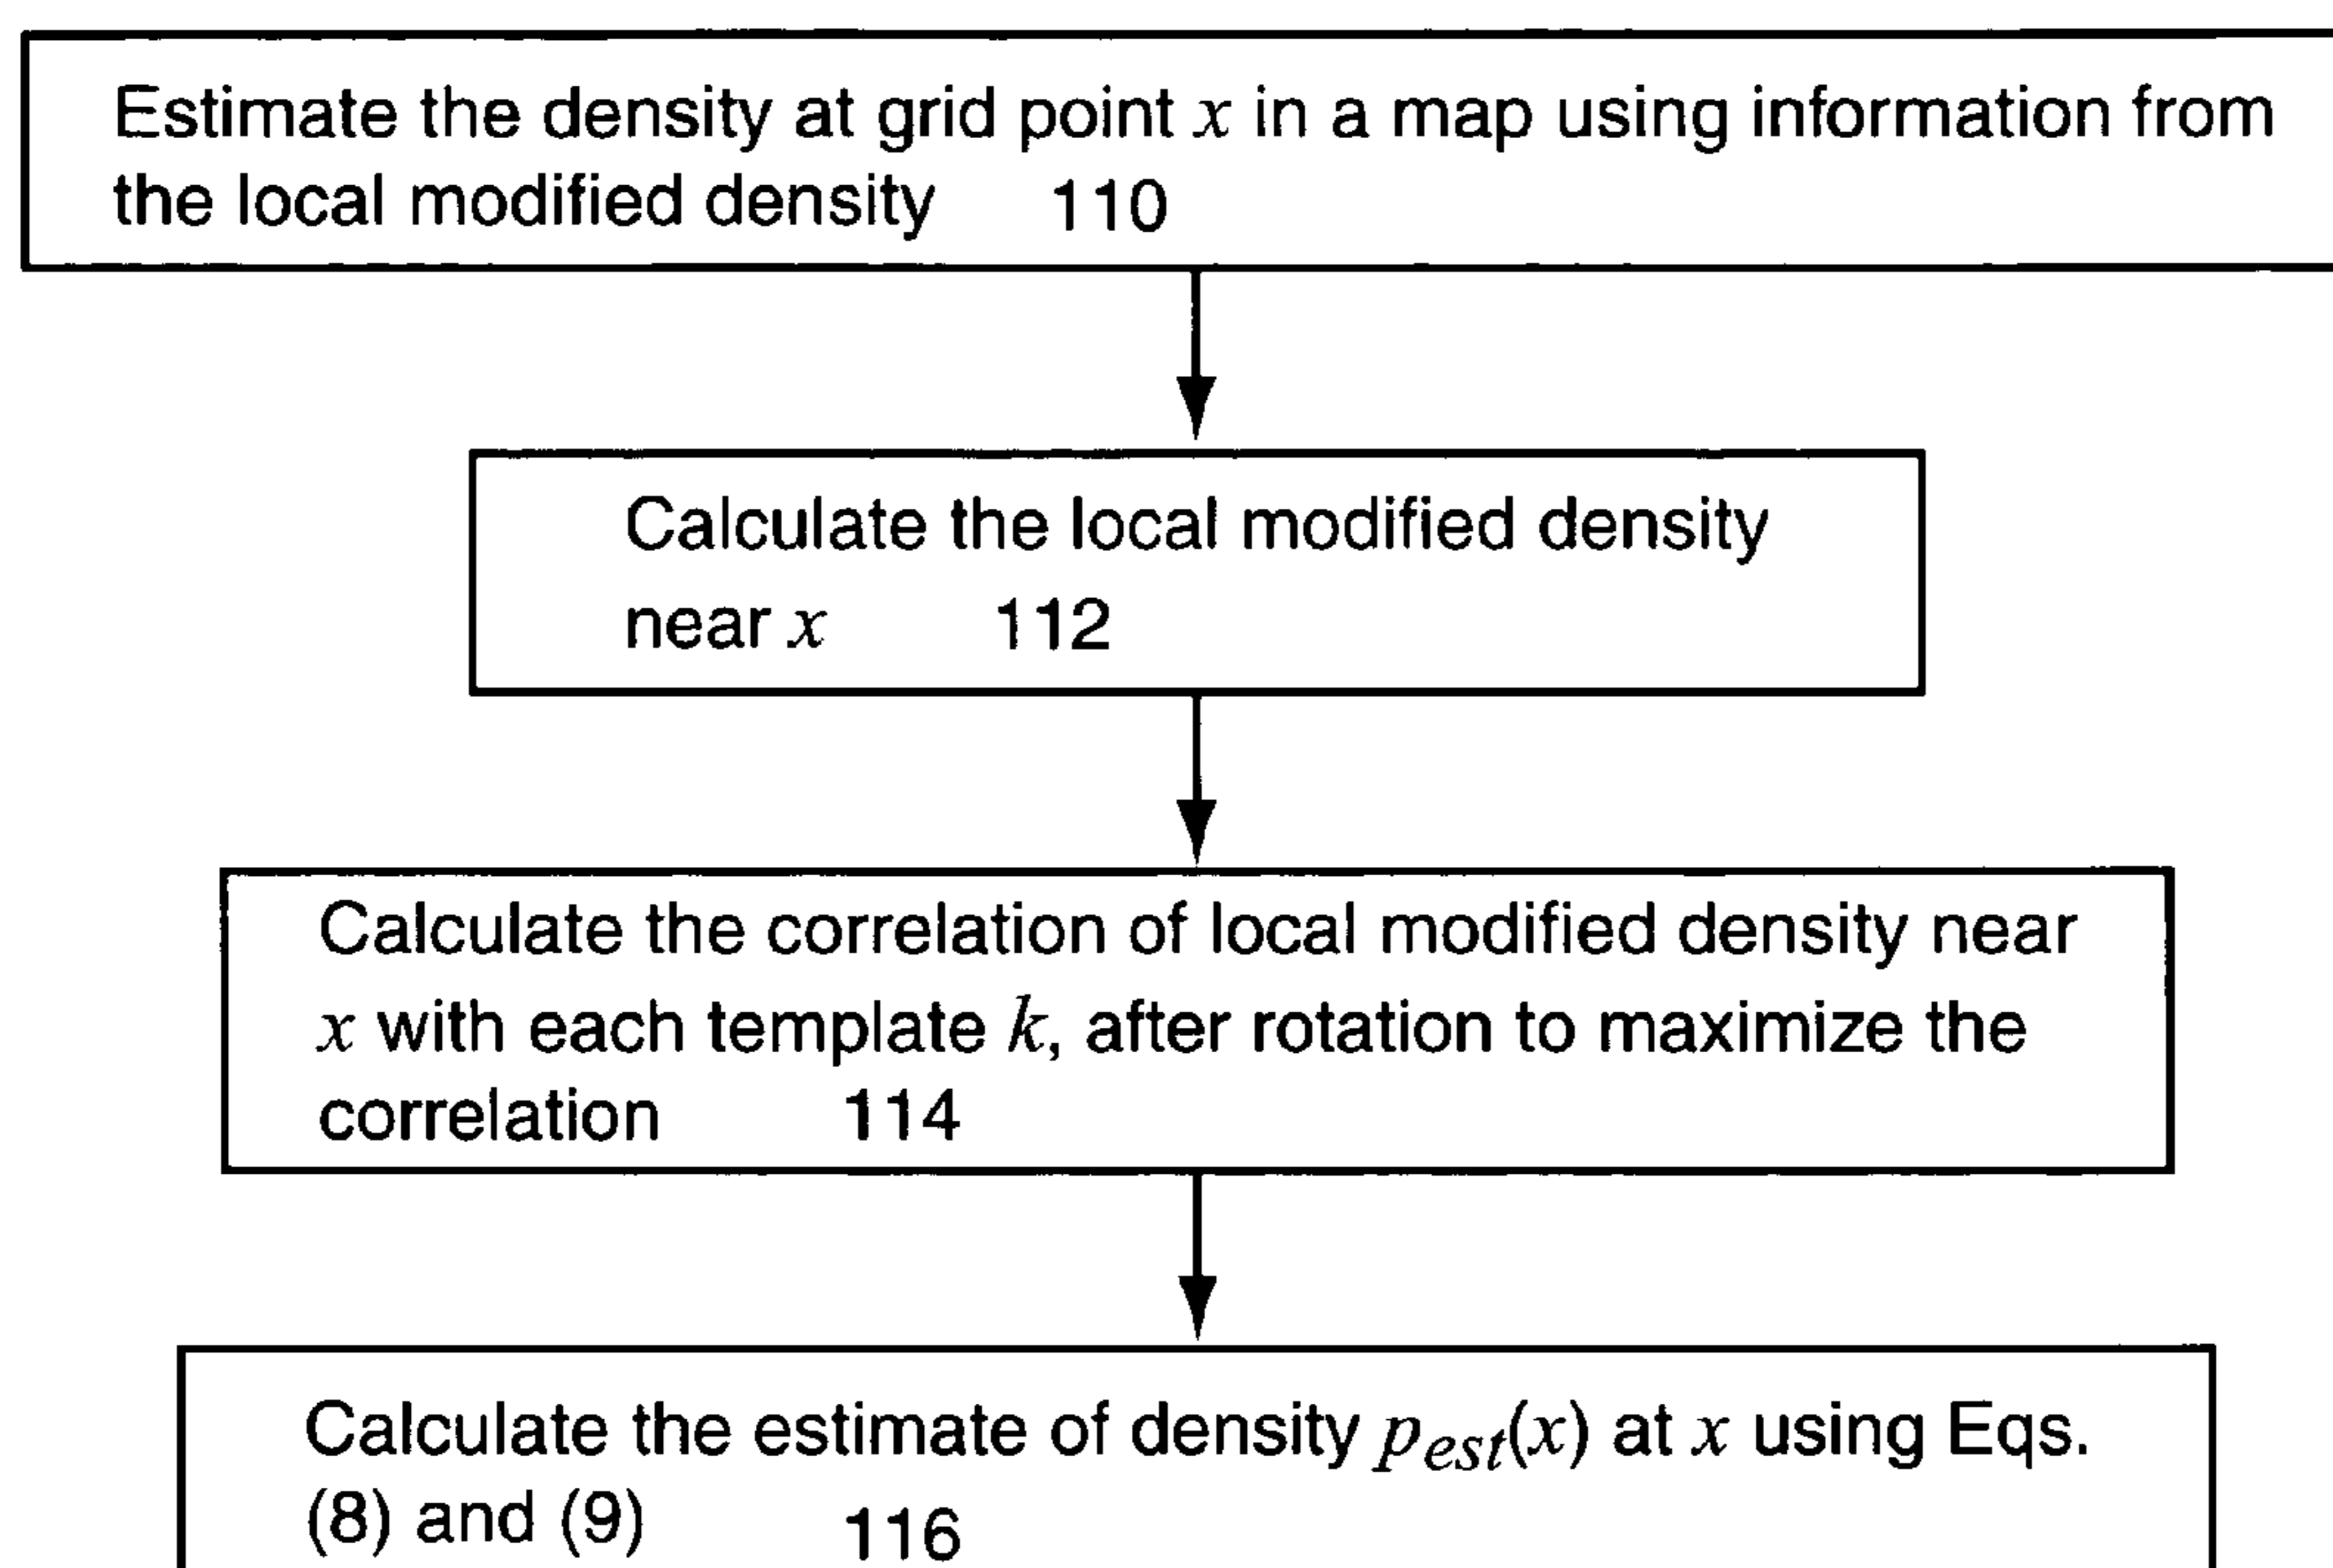 Estimate the density at grid point x in a map using information from
the local modified density 110
Calculate the local modified density
near x 112
Calculate the correlation of local modified density near
x with each template k, after rotation to maximize the
correlation 114
Calculate the estimate of density p_est(x) at x using Eqs.
(8) and (9) 116